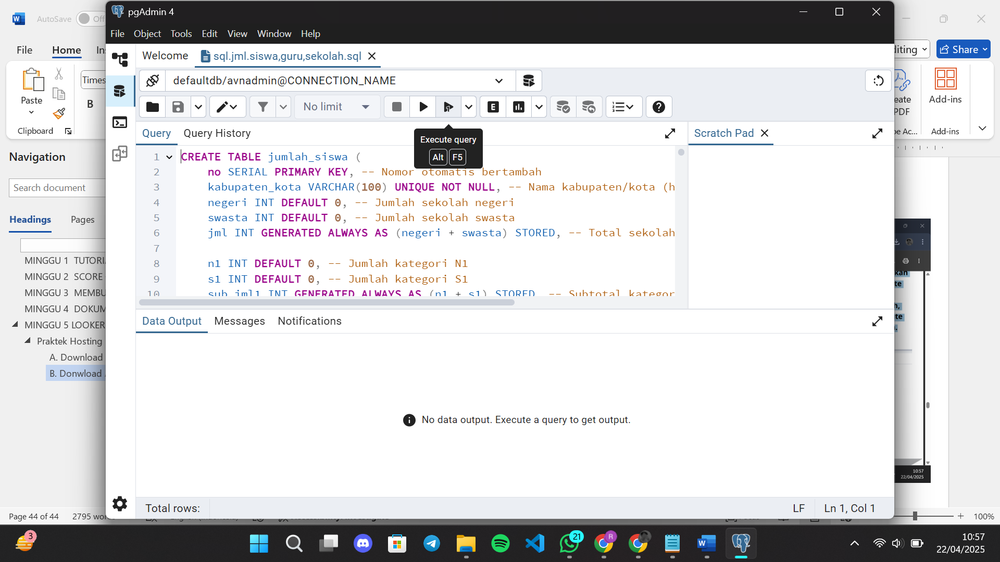 AutoSave Off
pgAdmin 4
File Object Tools Edit View Window Help
File Home
Share
Welcome sql.jml.siswa,guru,sekolah.sql
defaultdb/avnadmin@CONNECTION_NAME
Paste
Times
B
Clipboard
No limit
1
E
PDF
Add-ins
Add-ins
Query Query History
Scratch Pad
Execute query
Alt F5
1 CREATE TABLE jumlah_siswa (
2 no SERIAL PRIMARY KEY, -- Nomor otomatis bertambah
3 kabupaten_kota VARCHAR(100) UNIQUE NOT NULL, -- Nama kabupaten/kota (h
4 negeri INT DEFAULT 0, -- Jumlah sekolah negeri
5 swasta INT DEFAULT 0, -- Jumlah sekolah swasta
6 jml INT GENERATED ALWAYS AS (negeri + swasta) STORED, -- Total sekolah
7
8 n1 INT DEFAULT 0, -- Jumlah kategori N1
9 s1 INT DEFAULT 0, -- Jumlah kategori S1
10 sub_jml1 INT GENERATED ALWAYS AS (n1 + s1) STORED, -- Subtotal kategor
Navigation
Search document
Headings Pages
MINGGU 1 TUTORI
MINGGU 2 SCORE
MINGGU 3 MEMBU
MINGGU 4 DOKUM
MINGGU 5 LOOKER
Praktek Hosting
A. Download
B. Donwload
Data Output Messages Notifications
No data output. Execute a query to get output.
Total rows:
LF Ln 1, Col 1
10:57
22/04/2025
Page 44 of 44 2795 wor
100%
3
21
R
10:57
22/04/2025